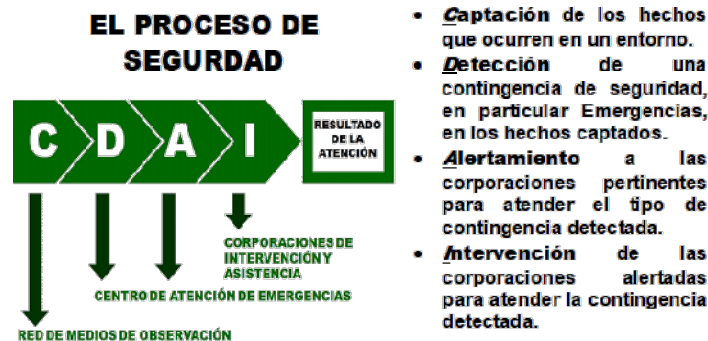 EL PROCESO DE
SEGURDAD
C D A I
RESULTADO
DE LA
ATENCIÓN
CORPORACIONES DE
INTERVENCIÓN Y
ASISTENCIA
CENTRO DE ATENCIÓN DE EMERGENCIAS
RED DE MEDIOS DE OBSERVACIÓN
• Captación de los hechos
que ocurren en un entorno.
• Detección de una
contingencia de seguridad,
en particular Emergencias,
en los hechos captados.
• Alertamiento a las
corporaciones pertinentes
para atender el tipo de
contingencia detectada.
• Intervención de las
corporaciones alertadas
para atender la contingencia
detectada.